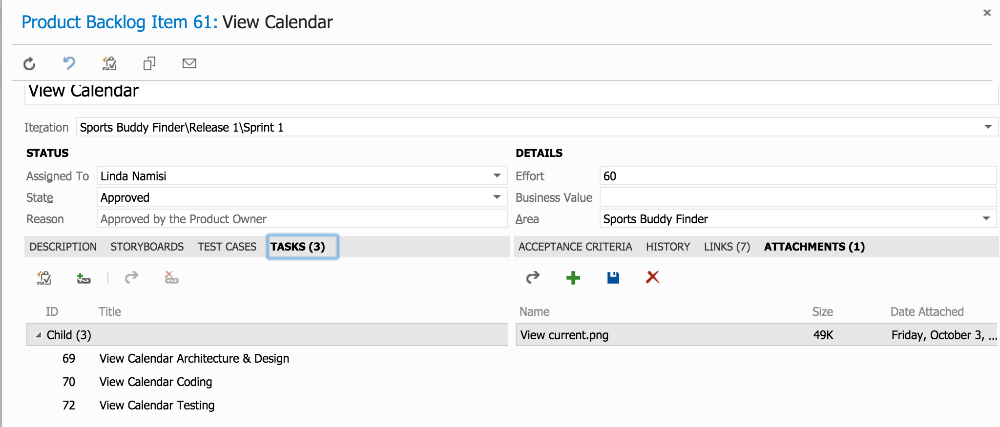 Product Backlog Item 61: View Calendar
View Calendar
Iteration Sports Buddy Finder\Release 1\Sprint 1
STATUS
Assigned To Linda Namisi
State Approved
Reason Approved by the Product Owner
DETAILS
Effort 60
Business Value
Area Sports Buddy Finder
DESCRIPTION STORYBOARDS TEST CASES TASKS (3)
ID Title
Child (3)
69 View Calendar Architecture & Design
70 View Calendar Coding
72 View Calendar Testing
ACCEPTANCE CRITERIA HISTORY LINKS (7) ATTACHMENTS (1)
Name Size Date Attached
View current.png 49K Friday, October 3, ...